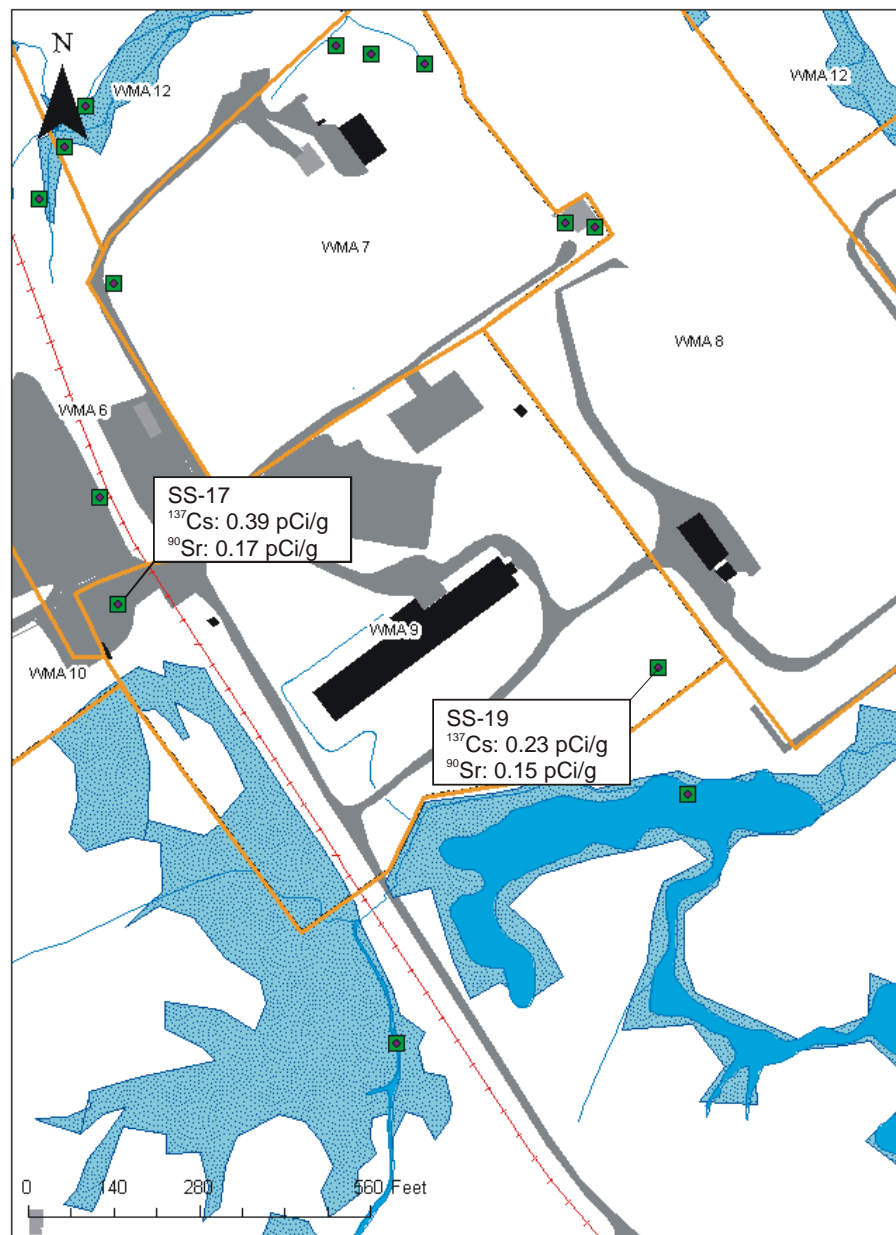 N
WMA 12
WMA 12
WMA 7
WMA 8
WMA 6
SS-17
¹³⁷Cs: 0.39 pCi/g
⁹⁰Sr: 0.17 pCi/g
WMA 9
WMA 10
SS-19
¹³⁷Cs: 0.23 pCi/g
⁹⁰Sr: 0.15 pCi/g
0 140 280 560 Feet